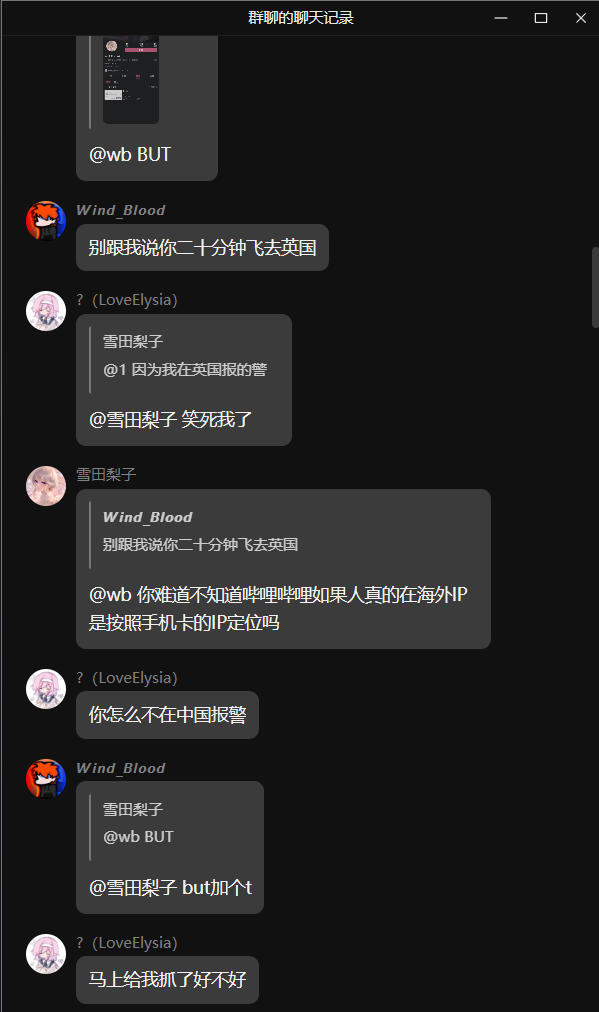 群聊的聊天记录
@wb BUT
Wind_Blood
别跟我说你二十分钟飞去英国
?（LoveElysia）
雪田梨子
@1 因为我在英国报的警
@雪田梨子 笑死我了
雪田梨子
Wind_Blood
别跟我说你二十分钟飞去英国
@wb 你难道不知道哔哩哔哩如果人真的在海外IP
是按照手机卡的IP定位吗
?（LoveElysia）
你怎么不在中国报警
Wind_Blood
雪田梨子
@wb BUT
@雪田梨子 but加个t
?（LoveElysia）
马上给我抓了好不好